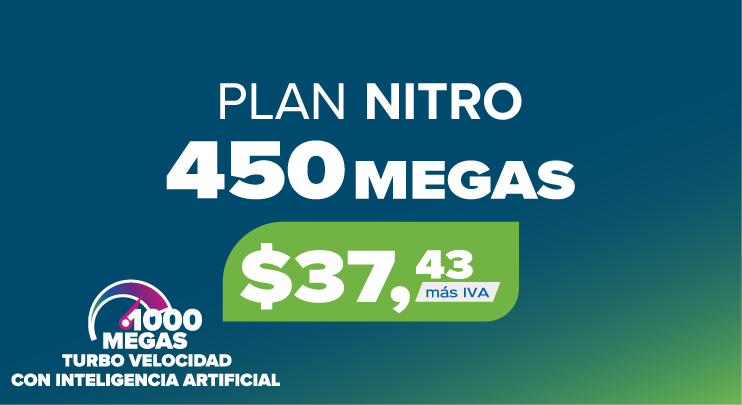 PLAN NITRO
450 MEGAS
$37,43
más IVA
1000
MEGAS
TURBO VELOCIDAD
CON INTELIGENCIA ARTIFICIAL